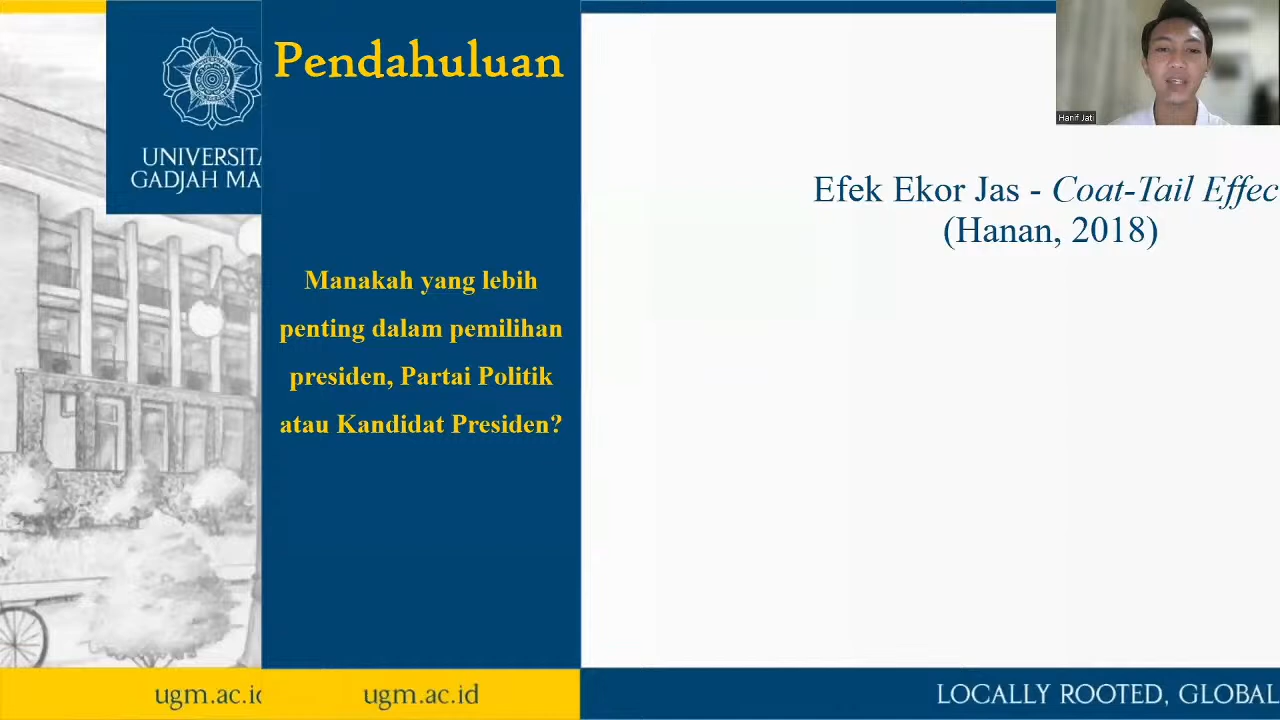 UNIVERSITA
GADJAH MA
Pendahuluan
Manakah yang lebih
penting dalam pemilihan
presiden, Partai Politik
atau Kandidat Presiden?
Hanif Jati
Efek Ekor Jas - Coat-Tail Effec
(Hanan, 2018)
ugm.ac.id
ugm.ac.id
LOCALLY ROOTED, GLOBAL